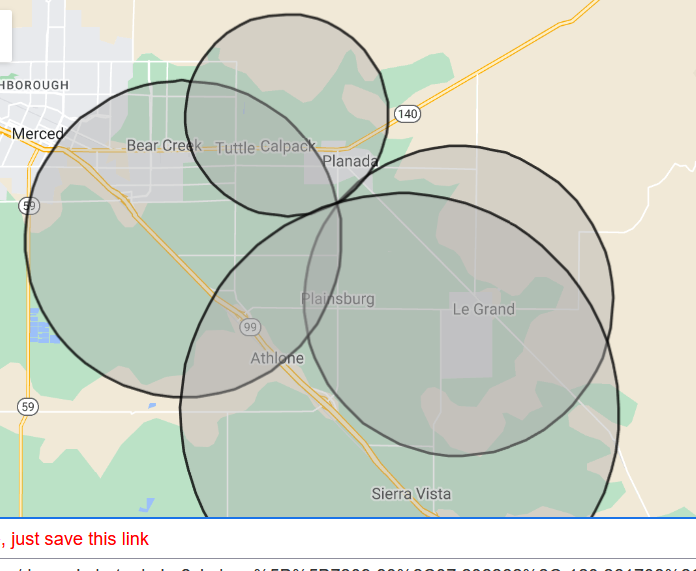 HBOROUGH
140
Merced
Bear Creek
Tuttle
Calpack
Planada
59
Plainsburg
Le Grand
99
Athlone
59
Sierra Vista
, just save this link